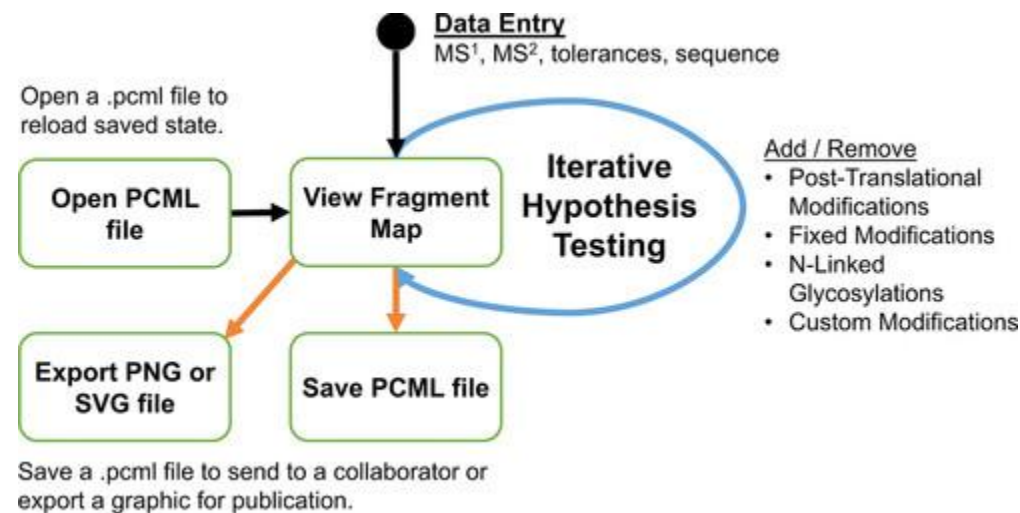 Data Entry
MS¹, MS², tolerances, sequence
Open a .pcml file to
reload saved state.
Open PCML
file
View Fragment
Map
Iterative
Hypothesis
Testing
Add / Remove
• Post-Translational
Modifications
• Fixed Modifications
• N-Linked
Glycosylations
• Custom Modifications
Export PNG or
SVG file
Save PCML file
Save a .pcml file to send to a collaborator or
export a graphic for publication.